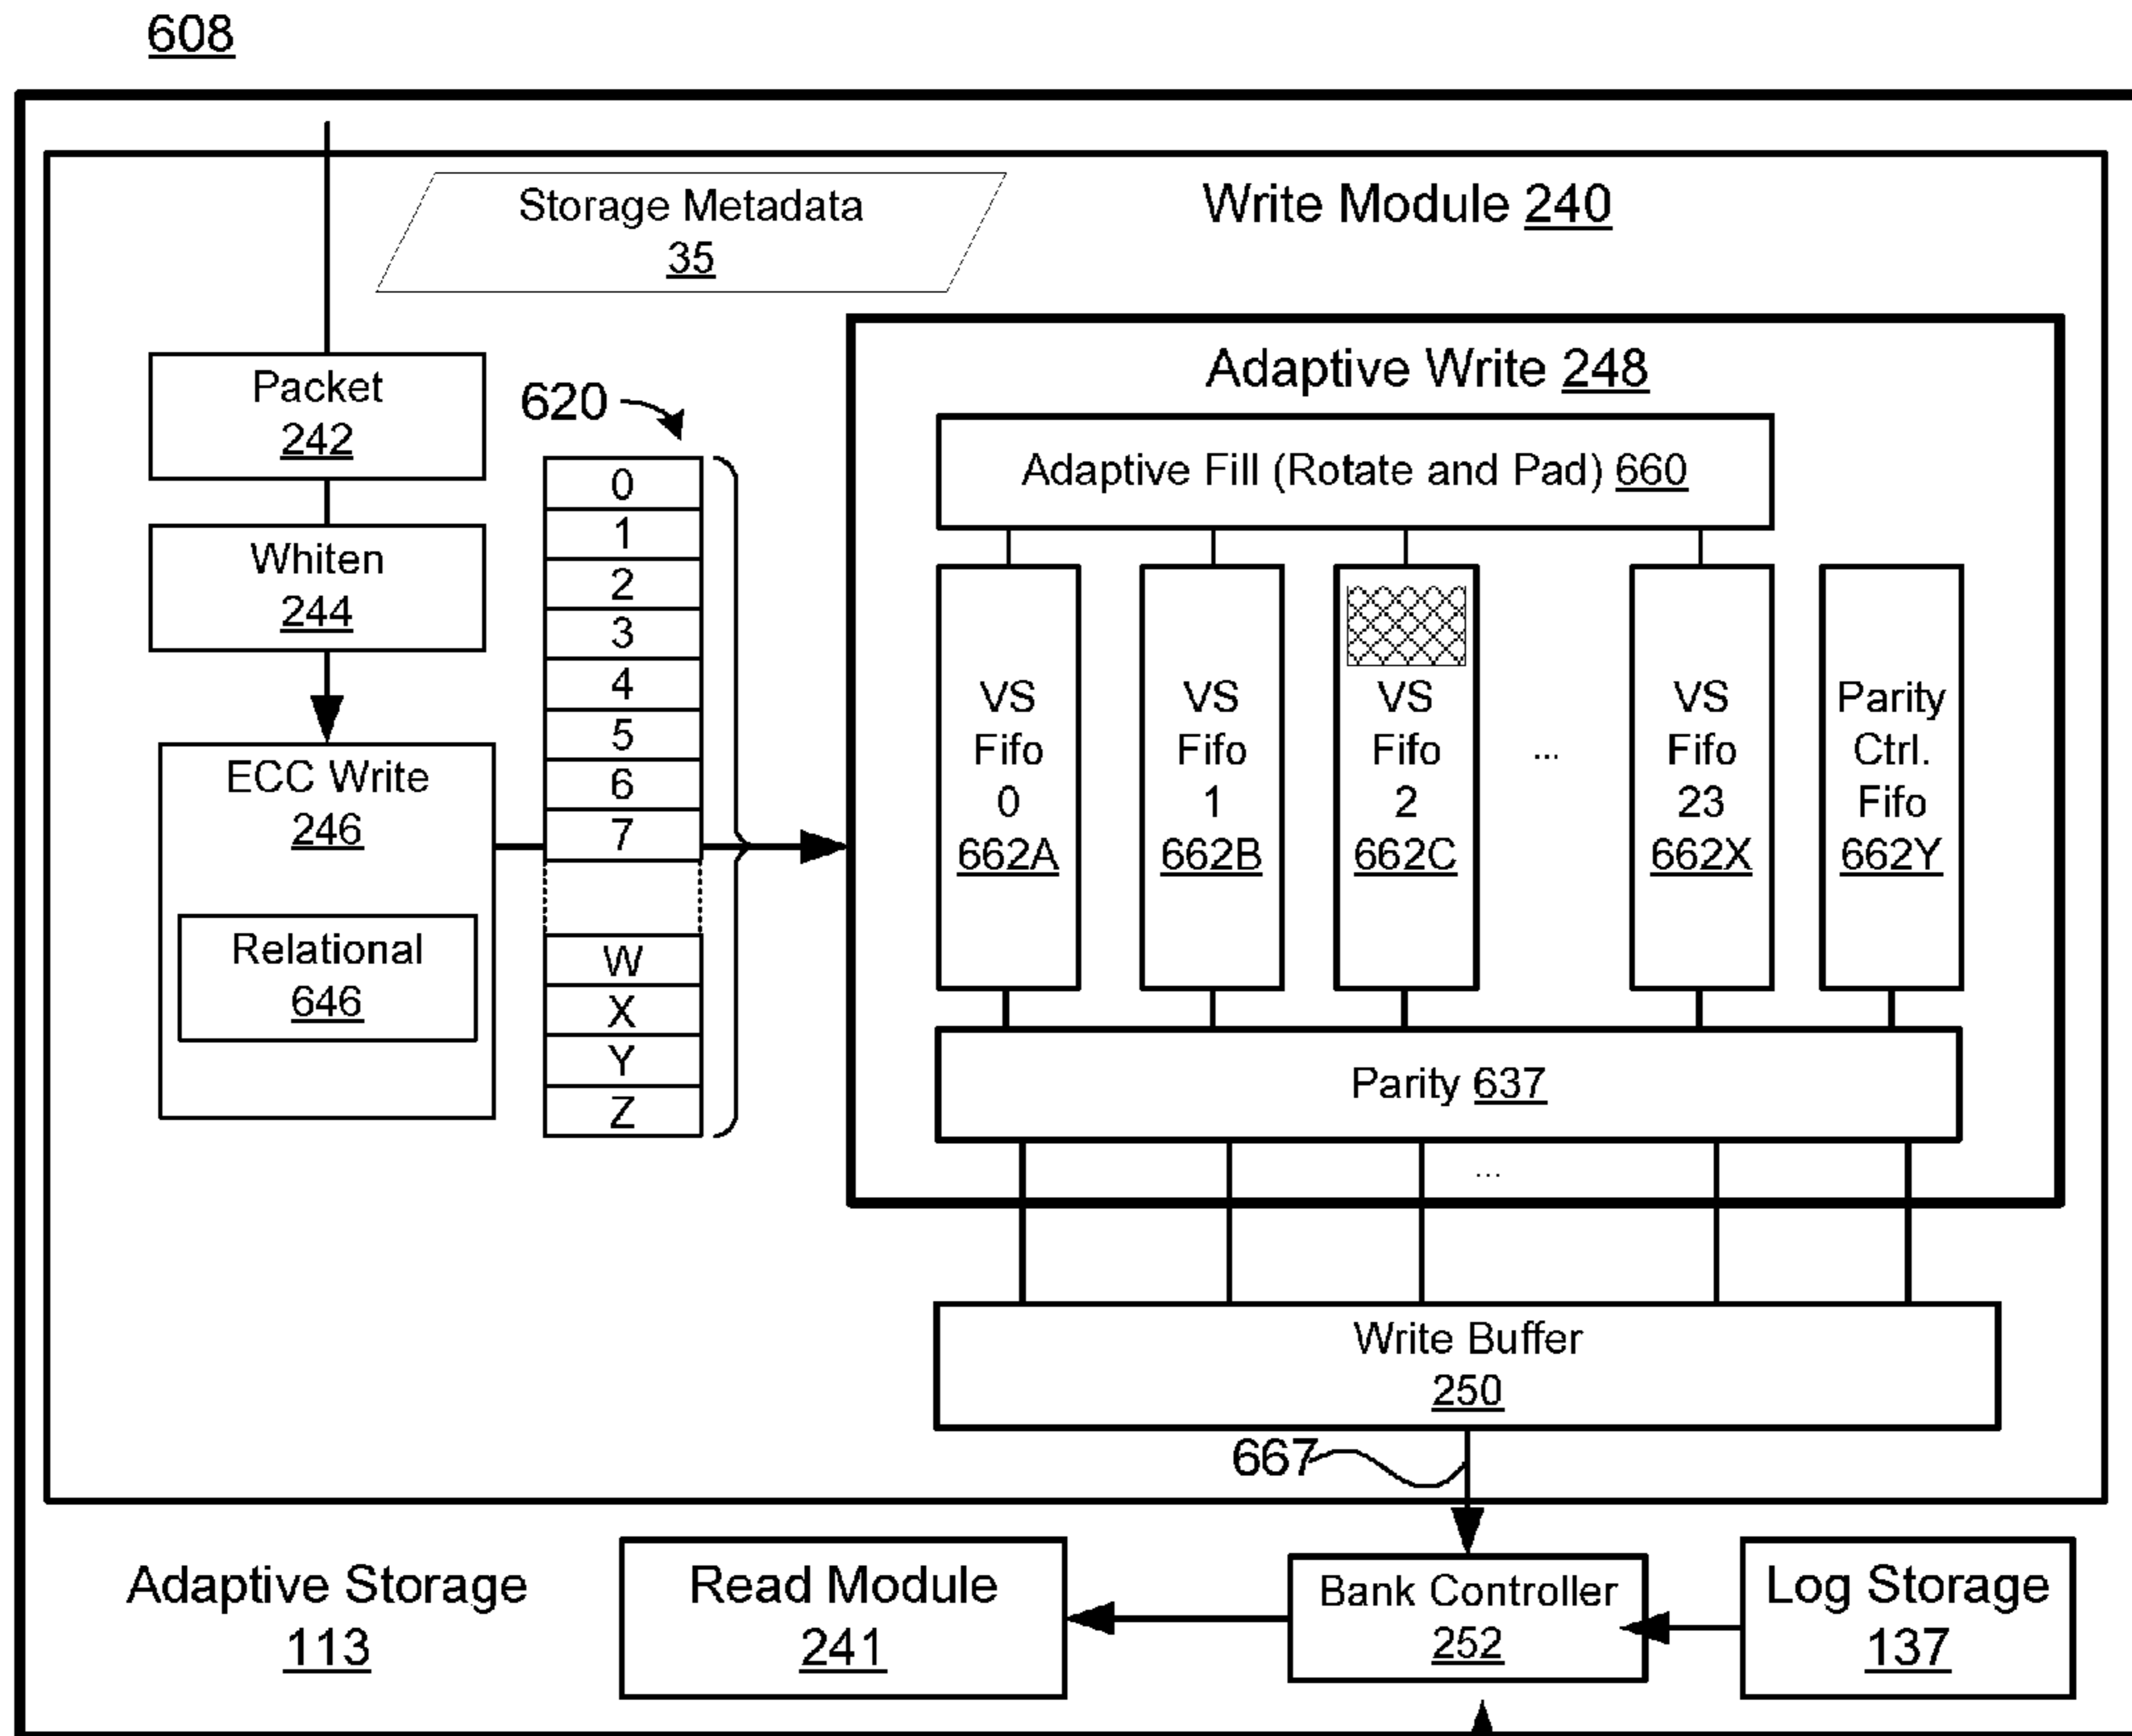 608
Storage Metadata
35
Write Module 240
Packet
242
Whiten
244
ECC Write
246
Relational
646
620
0
1
2
3
4
5
6
7
W
X
Y
Z
Adaptive Write 248
Adaptive Fill (Rotate and Pad) 660
VS
Fifo
0
662A
VS
Fifo
1
662B
VS
Fifo
2
662C
...
VS
Fifo
23
662X
Parity
Ctrl.
Fifo
662Y
Parity 637
...
Write Buffer
250
667
Adaptive Storage
113
Read Module
241
Bank Controller
252
Log Storage
137